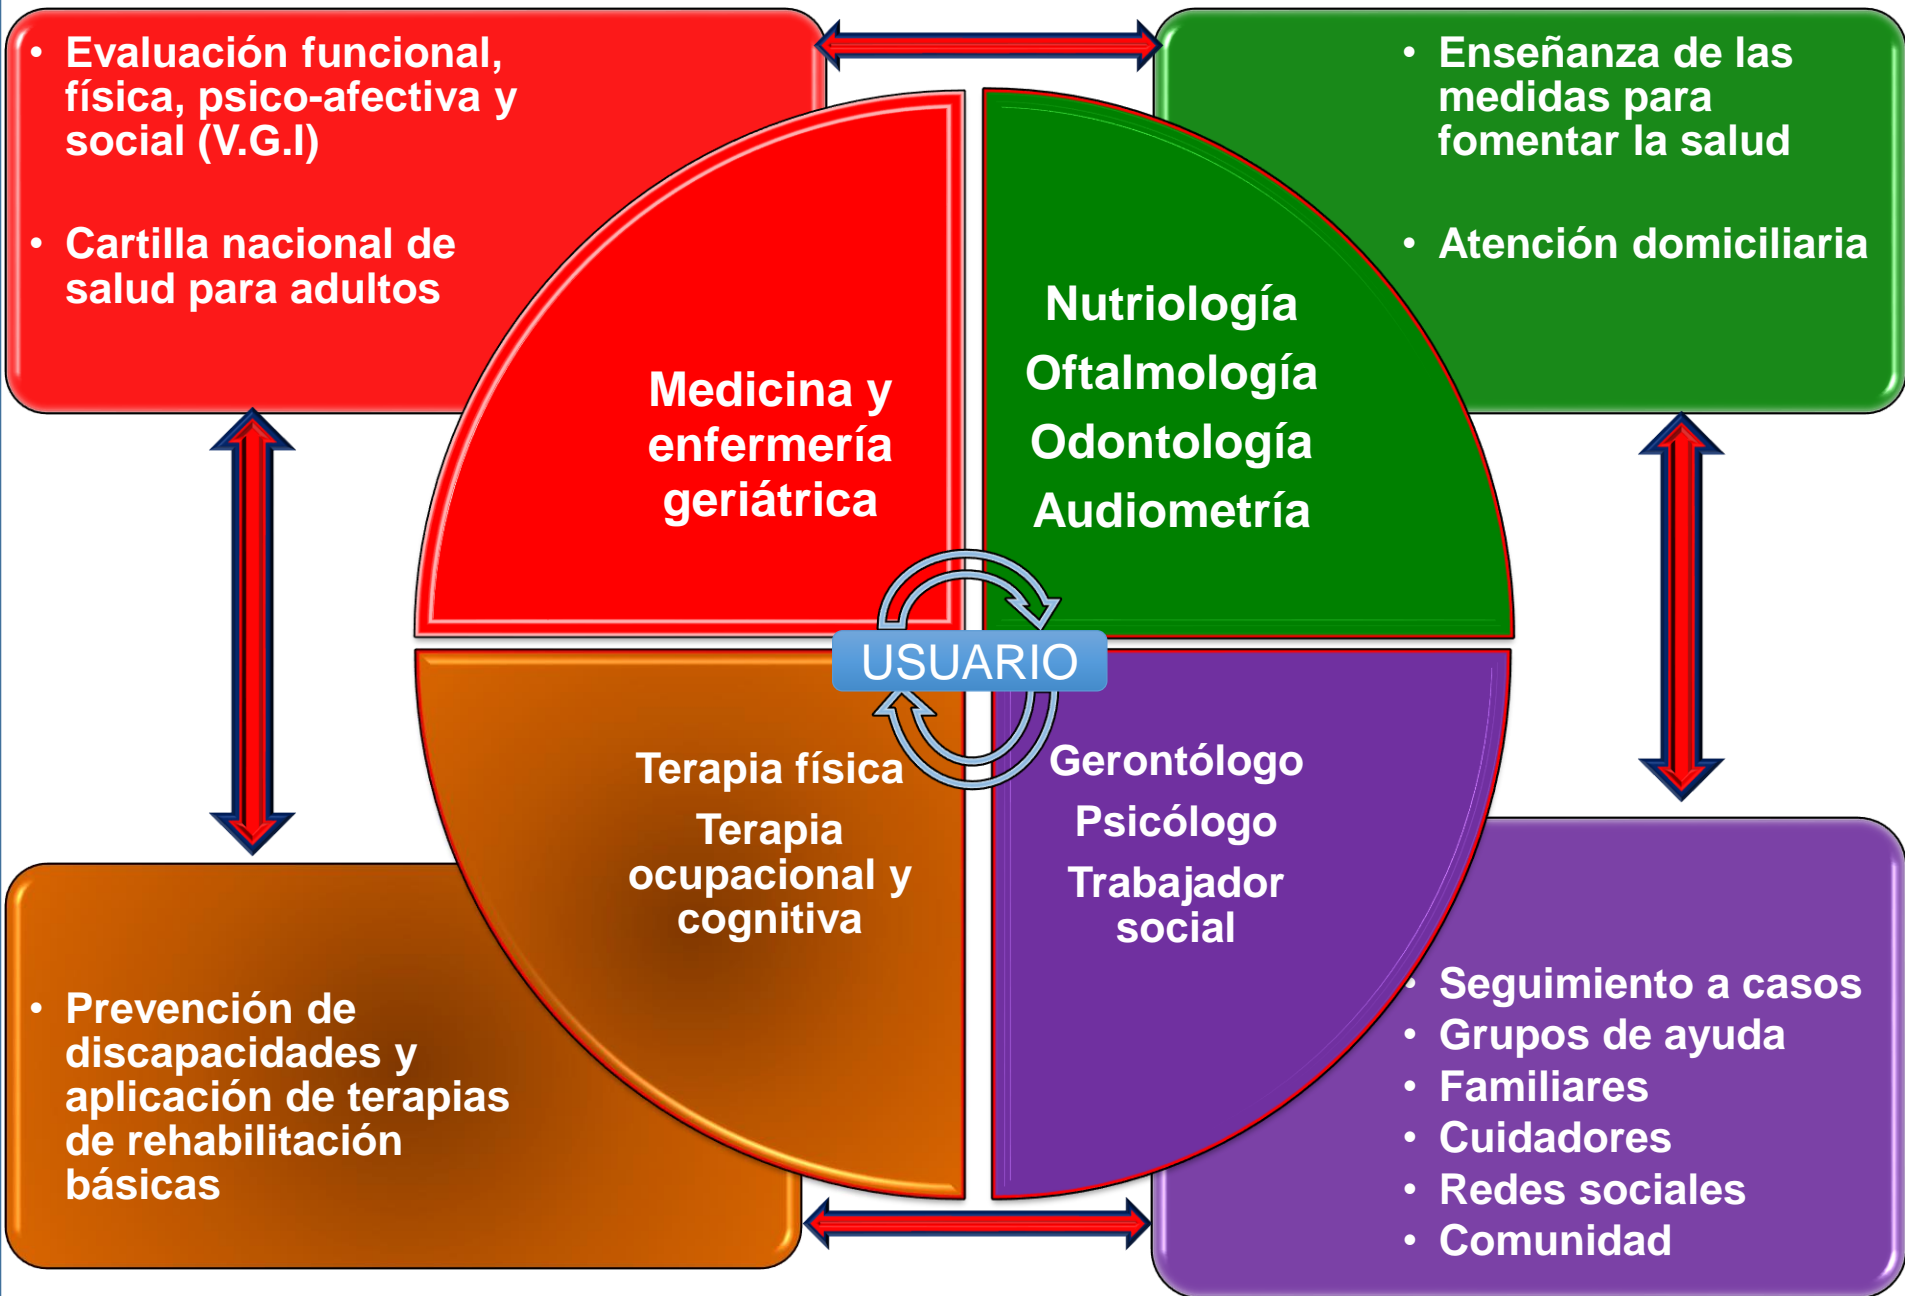 • Evaluación funcional,
física, psico-afectiva y
social (V.G.I)
• Cartilla nacional de
salud para adultos
• Enseñanza de las
medidas para
fomentar la salud
• Atención domiciliaria
Medicina y
enfermería
geriátrica
Nutriología
Oftalmología
Odontología
Audiometría
USUARIO
Terapia física
Terapia
ocupacional y
cognitiva
Gerontólogo
Psicólogo
Trabajador
social
• Prevención de
discapacidades y
aplicación de terapias
de rehabilitación
básicas
• Seguimiento a casos
• Grupos de ayuda
• Familiares
• Cuidadores
• Redes sociales
• Comunidad